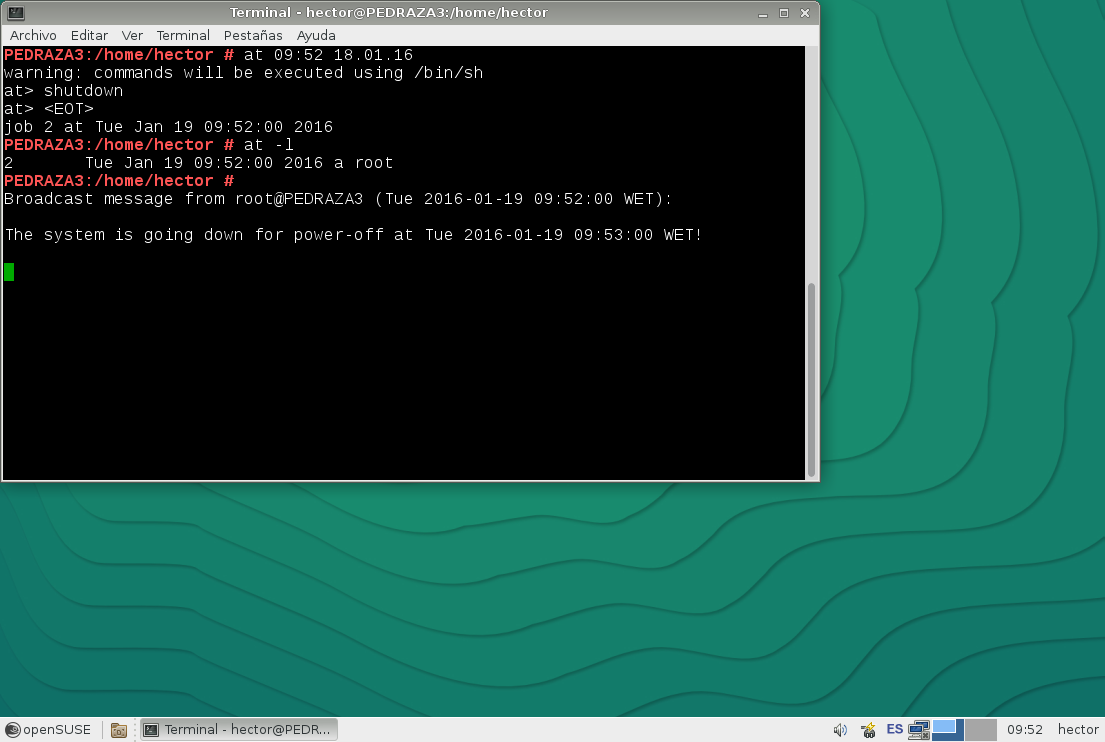 Terminal - hector@PEDRAZA3:/home/hector
Archivo Editar Ver Terminal Pestañas Ayuda
PEDRAZA3:/home/hector # at 09:52 18.01.16
warning: commands will be executed using /bin/sh
at> shutdown
at> <EOT>
job 2 at Tue Jan 19 09:52:00 2016
PEDRAZA3:/home/hector # at -l
2 Tue Jan 19 09:52:00 2016 a root
PEDRAZA3:/home/hector #
Broadcast message from root@PEDRAZA3 (Tue 2016-01-19 09:52:00 WET):
The system is going down for power-off at Tue 2016-01-19 09:53:00 WET!
openSUSE Terminal - hector@PEDR... ES 09:52 hector